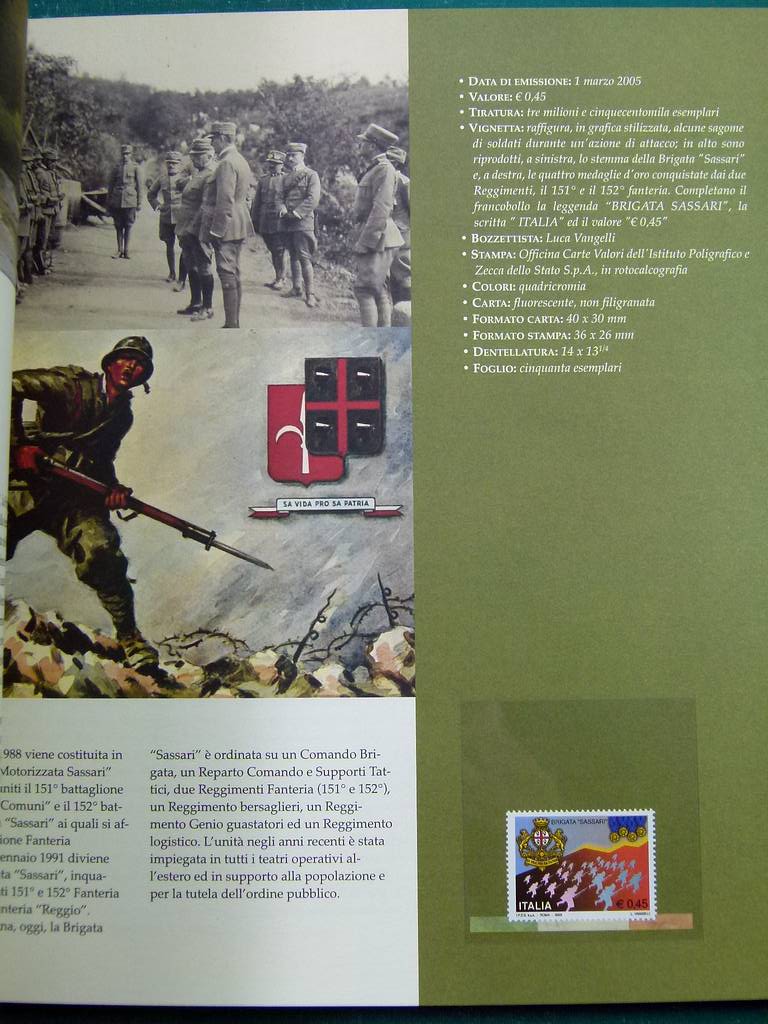 SA VIDA PRO SA PATRIA
988 viene costituita in
Motorizzata Sassari"
niti il 151° battaglione
Comuni" e il 152° bat-
"Sassari" ai quali si af-
ione Fanteria
ennaio 1991 diviene
ta "Sassari", inqua-
ti 151° e 152° Fanteria
nteria "Reggio".
na, oggi, la Brigata
"Sassari" è ordinata su un Comando Bri-
gata, un Reparto Comando e Supporti Tat-
tici, due Reggimenti Fanteria (151° e 152°),
un Reggimento bersaglieri, un Reggi-
mento Genio guastatori ed un Reggimento
logistico. L'unità negli anni recenti è stata
impiegata in tutti i teatri operativi al-
l'estero ed in supporto alla popolazione e
per la tutela dell'ordine pubblico.
• DATA DI EMISSIONE: 1 marzo 2005
• VALORE: € 0,45
• TIRATURA: tre milioni e cinquecentomila esemplari
• VIGNETTA: raffigura, in grafica stilizzata, alcune sagome
di soldati durante un'azione di attacco; in alto sono
riprodotti, a sinistra, lo stemma della Brigata "Sassari"
e, a destra, le quattro medaglie d'oro conquistate dai due
Reggimenti, il 151° e il 152° fanteria. Completano il
francobollo la leggenda "BRIGATA SASSARI", la
scritta " ITALIA" ed il valore "€ 0,45"
• BOZZETTISTA: Luca Vangelli
• STAMPA: Officina Carte Valori dell'Istituto Poligrafico e
Zecca dello Stato S.p.A., in rotocalcografia
• COLORI: quadricromia
• CARTA: fluorescente, non filigranata
• FORMATO CARTA: 40 x 30 mm
• FORMATO STAMPA: 36 x 26 mm
• DENTELLATURA: 14 x 13¹/⁴
• FOGLIO: cinquanta esemplari
BRIGATA "SASSARI"
ITALIA
€ 0,45
I.P.Z.S. S.p.A. - ROMA - 2005
L. VANGELLI